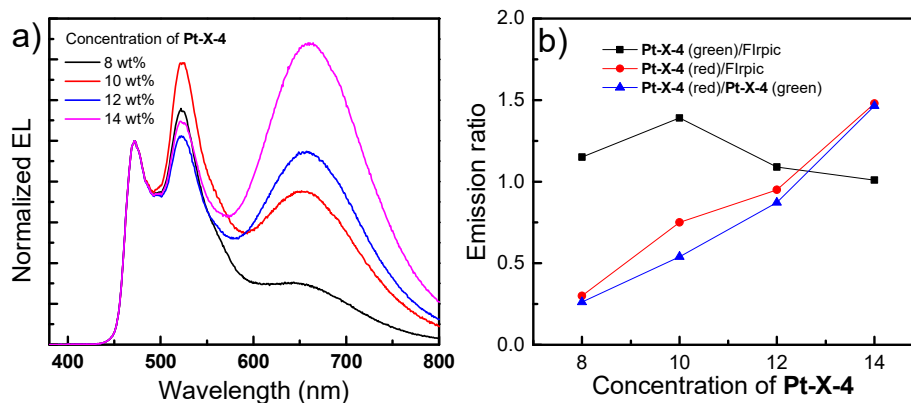 a)
Concentration of Pt-X-4
8 wt%
10 wt%
12 wt%
14 wt%
Normalized EL
400 500 600 700 800
Wavelength (nm)
b)
Pt-X-4 (green)/FIrpic
Pt-X-4 (red)/FIrpic
Pt-X-4 (red)/Pt-X-4 (green)
2.0
1.5
1.0
0.5
0.0
Emission ratio
8 10 12 14
Concentration of Pt-X-4